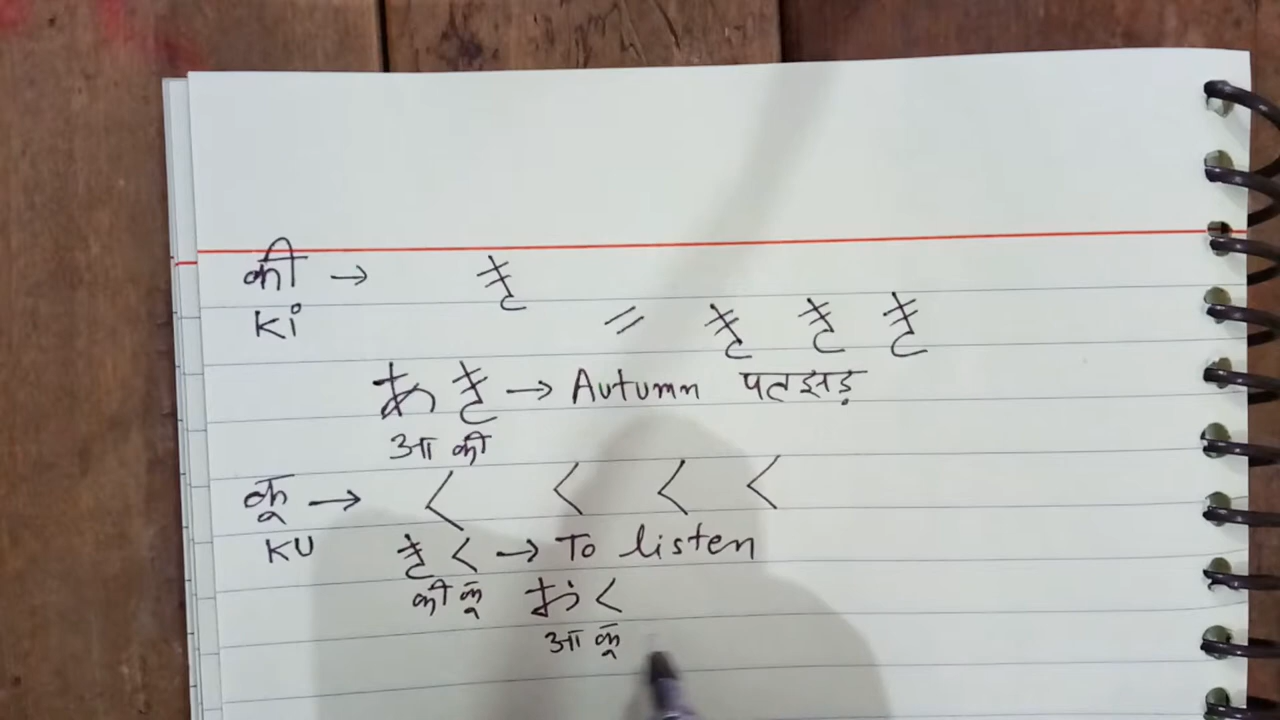 की → き
Ki
= き き き
あ き → Autumn पतझड़
आ की
कु → く く く く
KU
き く → To listen
की कु
お く
आ कु